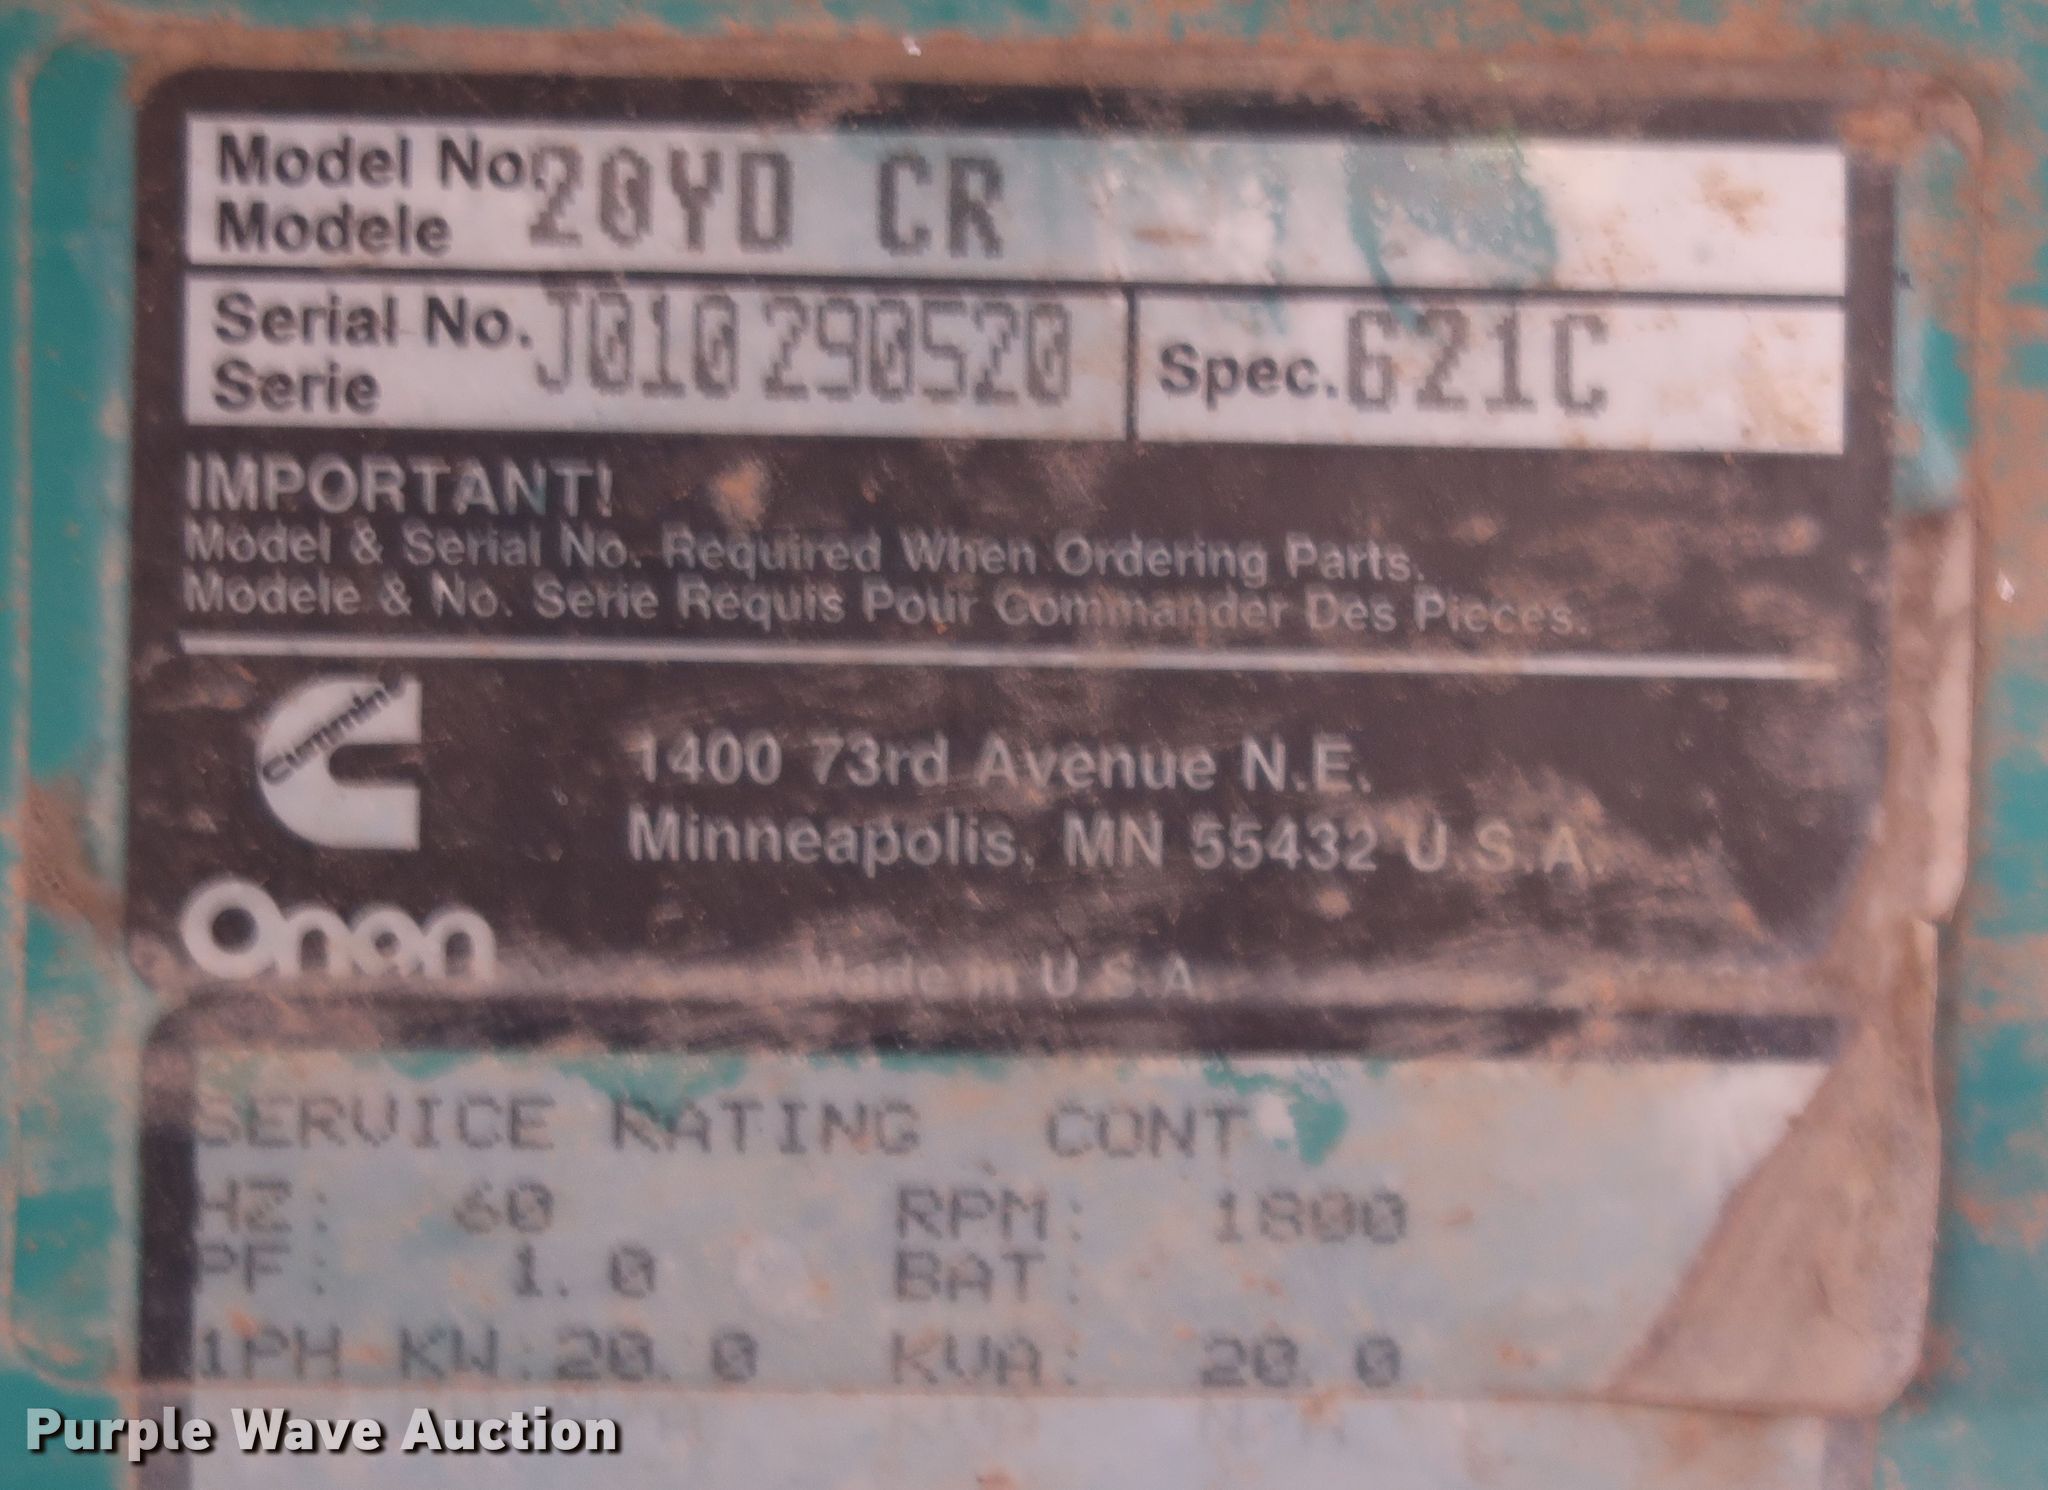 Model No. 20YD CR
Modele
Serial No. J010290520 Spec. 621C
Serie
IMPORTANT!
Model & Serial No. Required When Ordering Parts.
Modele & No. Serie Requis Pour Commander Des Pieces.
Cummins
Onan
1400 73rd Avenue N.E.
Minneapolis, MN 55432 U.S.A.
Made in U.S.A.
SERVICE RATING CONT
HZ: 60 RPM: 1800
PF: 1.0 BAT:
1PH KW:20.0 KVA: 20.0
Purple Wave Auction